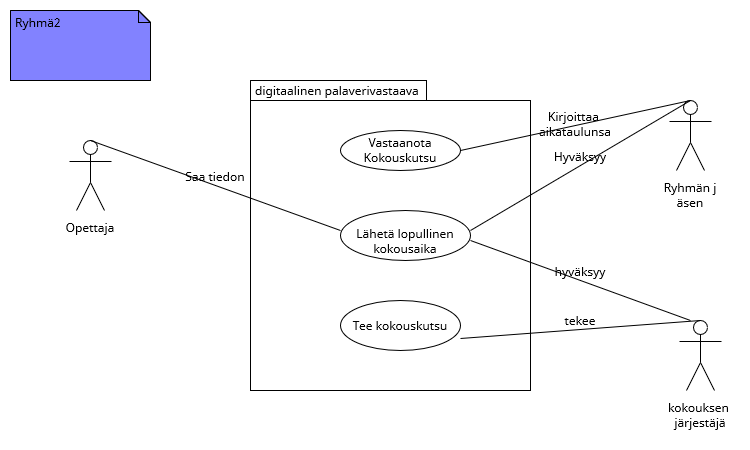 Ryhmä2
digitaalinen palaverivastaava
Vastaanota
Kokouskutsu
Kirjoittaa
aikataulunsa
Hyväksyy
Saa tiedon
Ryhmän j
äsen
Opettaja
Lähetä lopullinen
kokousaika
hyväksyy
tekee
Tee kokouskutsu
kokouksen
järjestäjä